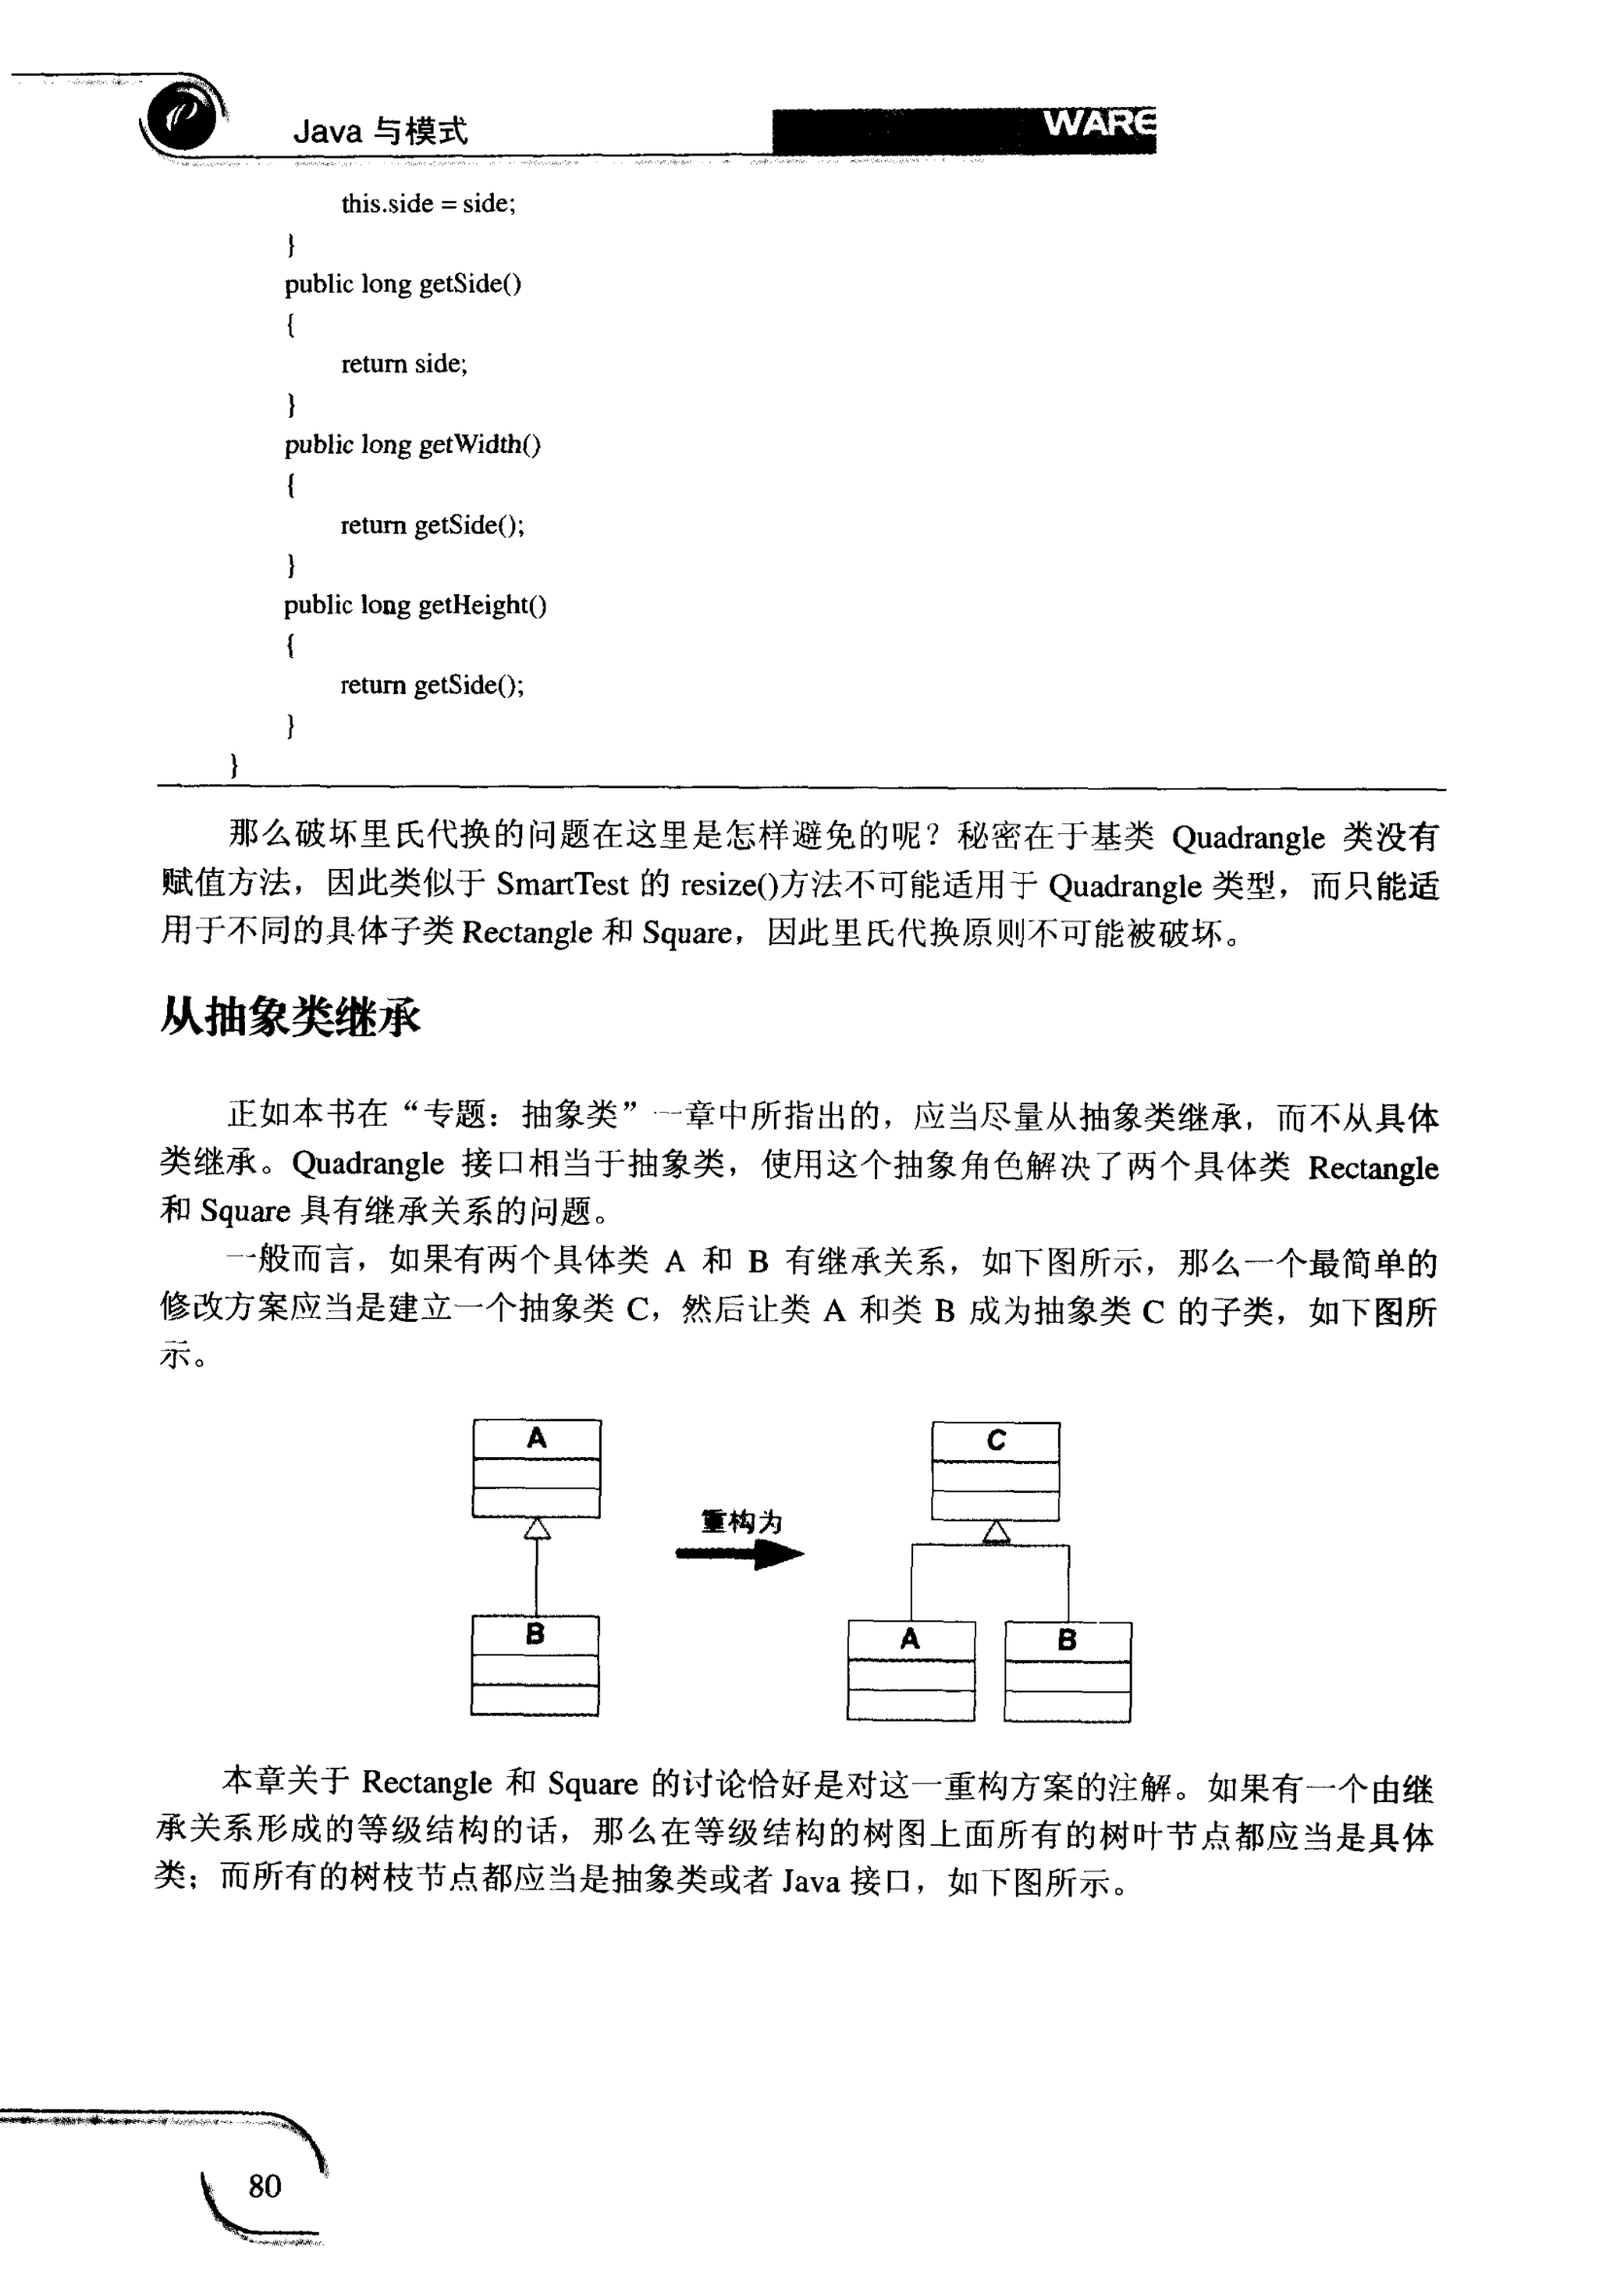 Java 与模式
WARE
this.side = side;
}
public long getSide()
{
return side;
}
public long getWidth()
{
return getSide();
}
public long getHeight()
{
return getSide();
}
}
那么破坏里氏代换的问题在这里是怎样避免的呢？秘密在于基类 Quadrangle 类没有
赋值方法，因此类似于 SmartTest 的 resize()方法不可能适用于 Quadrangle 类型，而只能适
用于不同的具体子类 Rectangle 和 Square，因此里氏代换原则不可能被破坏。
从抽象类继承
正如本书在“专题：抽象类”一章中所指出的，应当尽量从抽象类继承，而不从具体
类继承。Quadrangle 接口相当于抽象类，使用这个抽象角色解决了两个具体类 Rectangle
和 Square 具有继承关系的问题。
一般而言，如果有两个具体类 A 和 B 有继承关系，如下图所示，那么一个最简单的
修改方案应当是建立一个抽象类 C，然后让类 A 和类 B 成为抽象类 C 的子类，如下图所
示。
A
C
重构为
B
A
B
本章关于 Rectangle 和 Square 的讨论恰好是对这一重构方案的注解。如果有一个由继
承关系形成的等级结构的话，那么在等级结构的树图上面所有的树叶节点都应当是具体
类；而所有的树枝节点都应当是抽象类或者 Java 接口，如下图所示。
80